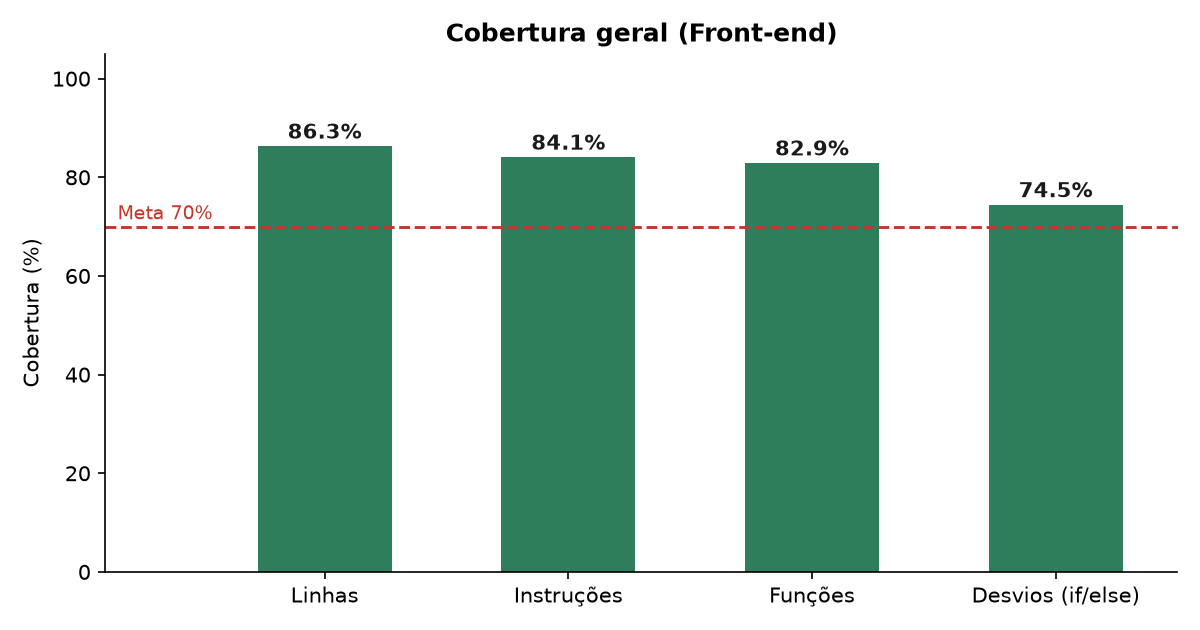 Cobertura geral (Front-end)
Cobertura (%)
100
80
60
40
20
0
Meta 70%
86.3%
84.1%
82.9%
74.5%
Linhas
Instruções
Funções
Desvios (if/else)